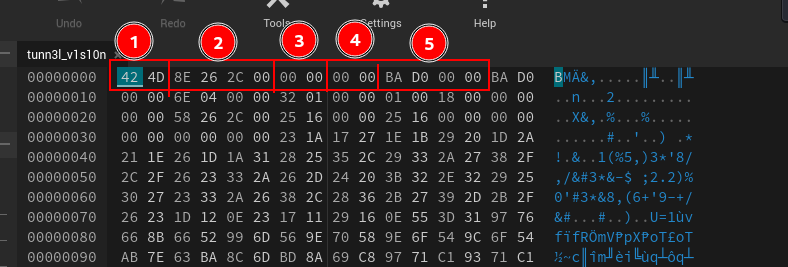 Undo Redo Tools Settings Help
tunn3l_v1s10n
1 2 3 4 5
00000000 42 4D 8E 26 2C 00 00 00 00 00 BA D0 00 00 BA D0 BMÄ&,.....║╨..║╨
00000010 00 00 6E 04 00 00 32 01 00 00 01 00 18 00 00 00 ..n...2.........
00000020 00 00 58 26 2C 00 25 16 00 00 25 16 00 00 00 00 ..X&,.%...%.....
00000030 00 00 00 00 00 00 23 1A 17 27 1E 1B 29 20 1D 2A ......#..'..) .*
00000040 21 1E 26 1D 1A 31 28 25 35 2C 29 33 2A 27 38 2F !.&..1(%5,)3*'8/
00000050 2C 2F 26 23 33 2A 26 2D 24 20 3B 32 2E 32 29 25 ,/&#3*&-$ ;2.2)%
00000060 30 27 23 33 2A 26 38 2C 28 36 2B 27 39 2D 2B 2F 0'#3*&8,(6+'9-+/
00000070 26 23 1D 12 0E 23 17 11 29 16 0E 55 3D 31 97 76 &#...#..)..U=1ùv
00000080 66 8B 66 52 99 6D 56 9E 70 58 9E 6F 54 9C 6F 54 fïfRÖmV₧pX₧oT£oT
00000090 AB 7E 63 BA 8C 6D BD 8A 69 C8 97 71 C1 93 71 C1 ½~c║îm╜èi╚ùq┴ôq┴